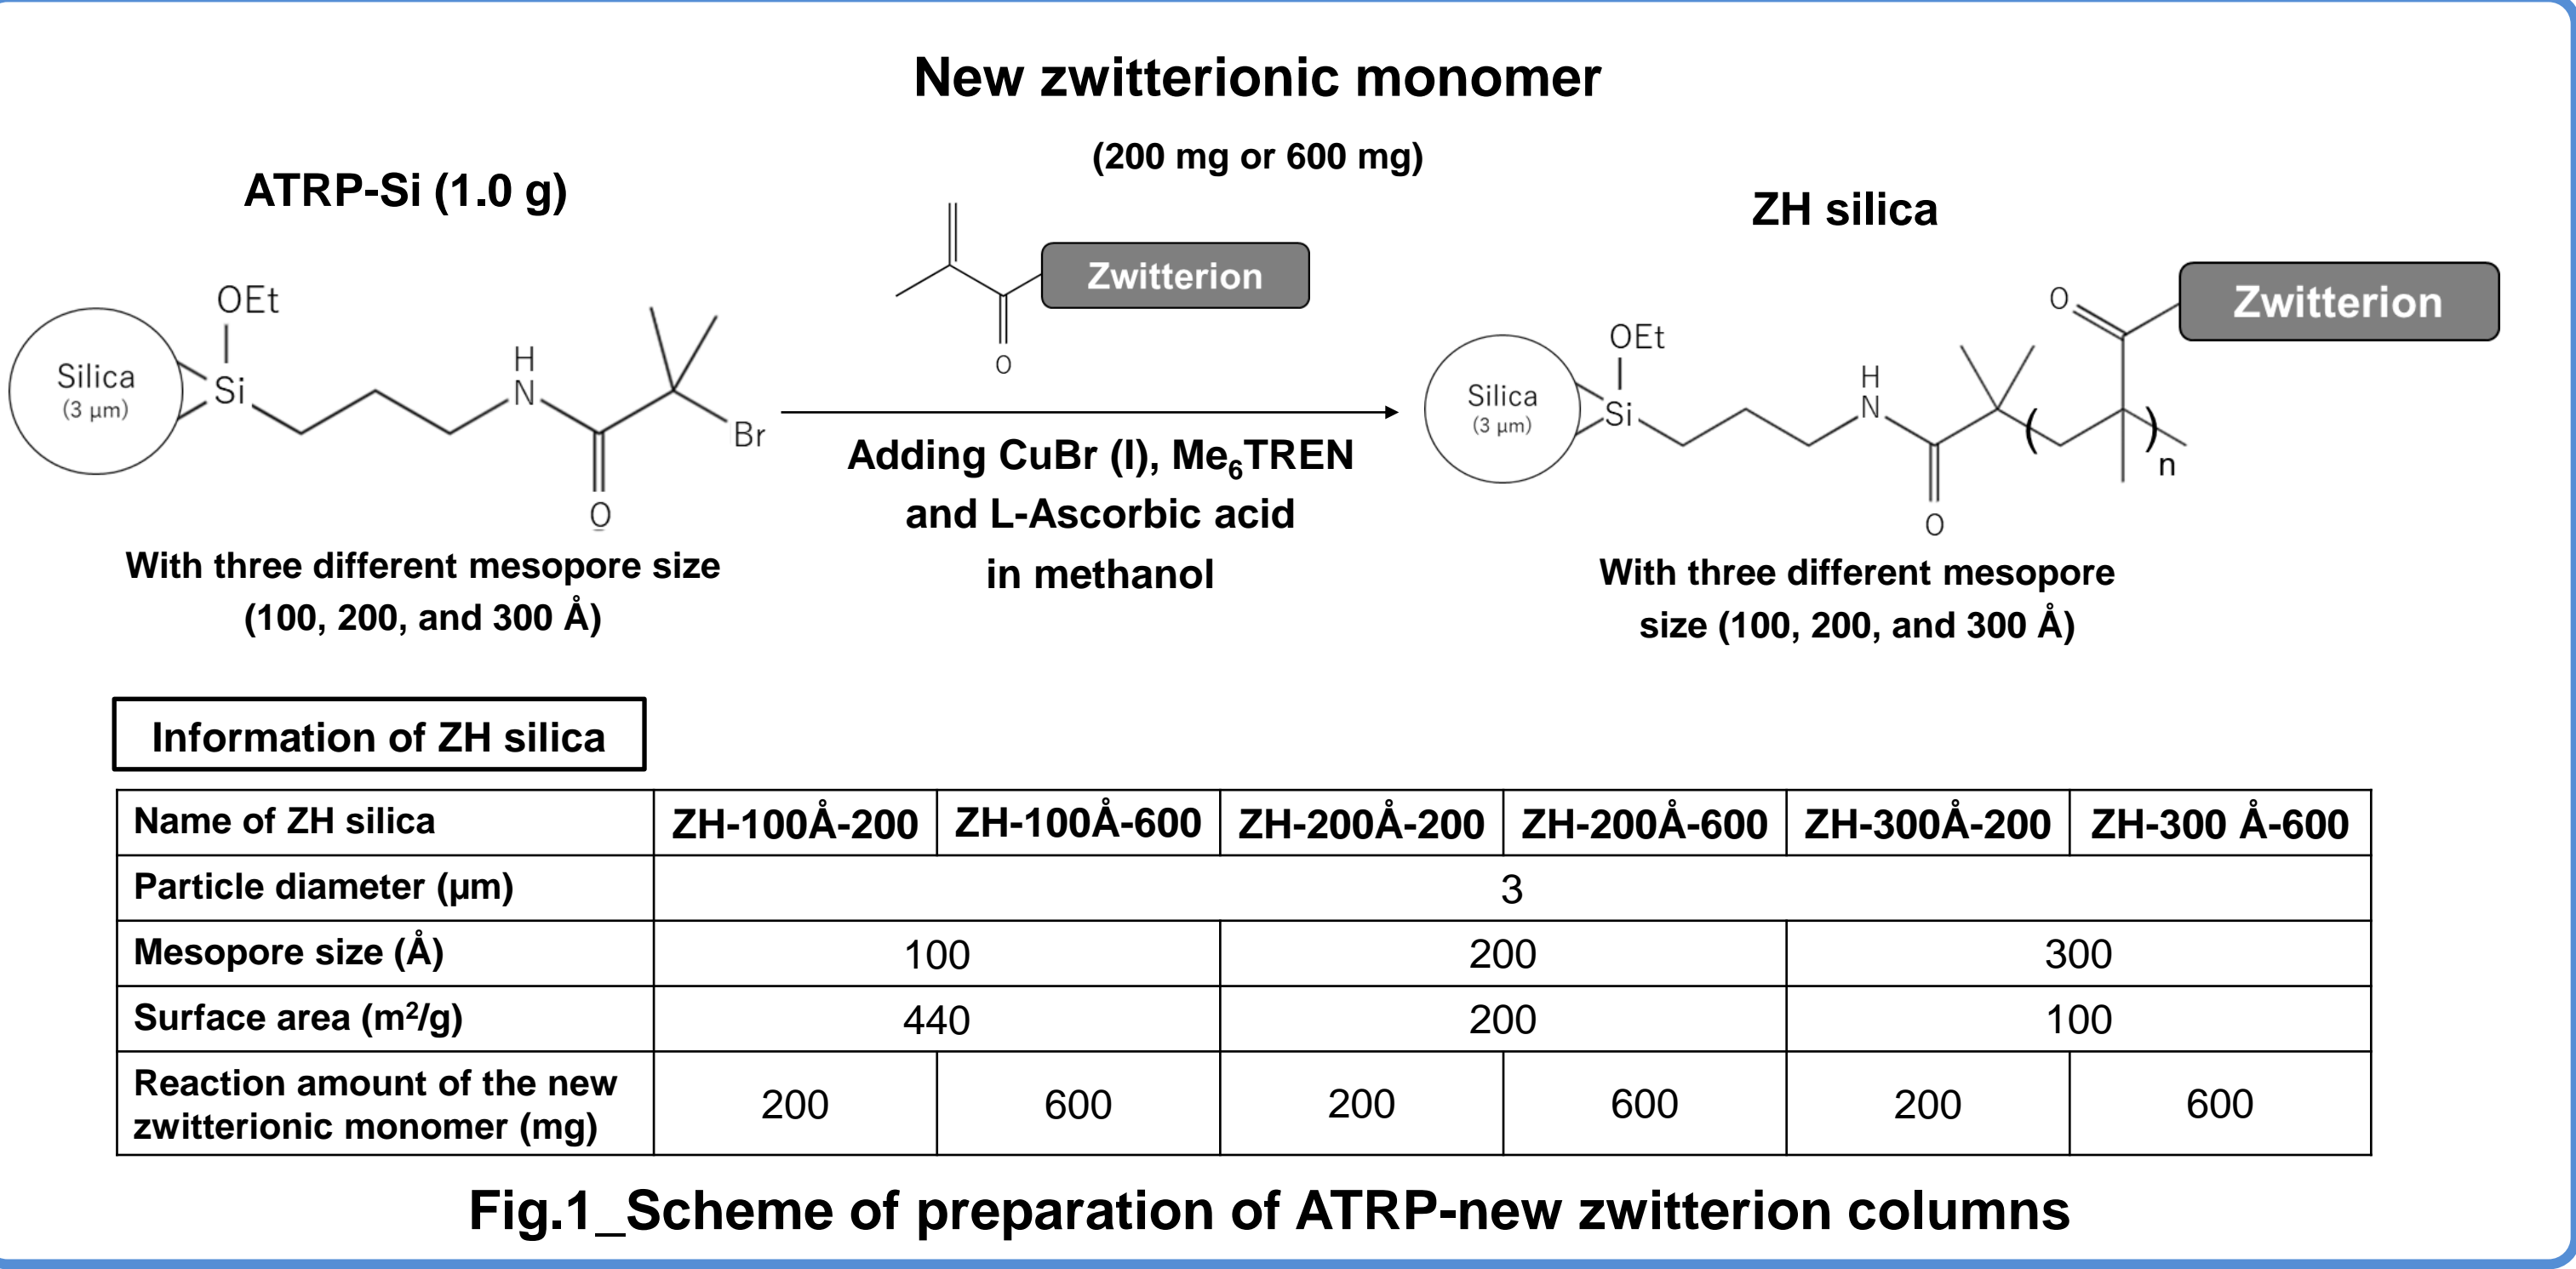 New zwitterionic monomer
(200 mg or 600 mg)
ATRP-Si (1.0 g)
ZH silica
Zwitterion
O
OEt
Silica
(3 µm)
Si
H
N
O
Br
Adding CuBr (I), Me₆TREN
and L-Ascorbic acid
in methanol
O
Zwitterion
OEt
Silica
(3 µm)
Si
H
N
O
( )
n
With three different mesopore size
(100, 200, and 300 Å)
With three different mesopore
size (100, 200, and 300 Å)
Information of ZH silica
Name of ZH silica ZH-100Å-200 ZH-100Å-600 ZH-200Å-200 ZH-200Å-600 ZH-300Å-200 ZH-300 Å-600
Particle diameter (µm) 3
Mesopore size (Å) 100 200 300
Surface area (m²/g) 440 200 100
Reaction amount of the new
zwitterionic monomer (mg) 200 600 200 600 200 600
Fig.1_Scheme of preparation of ATRP-new zwitterion columns